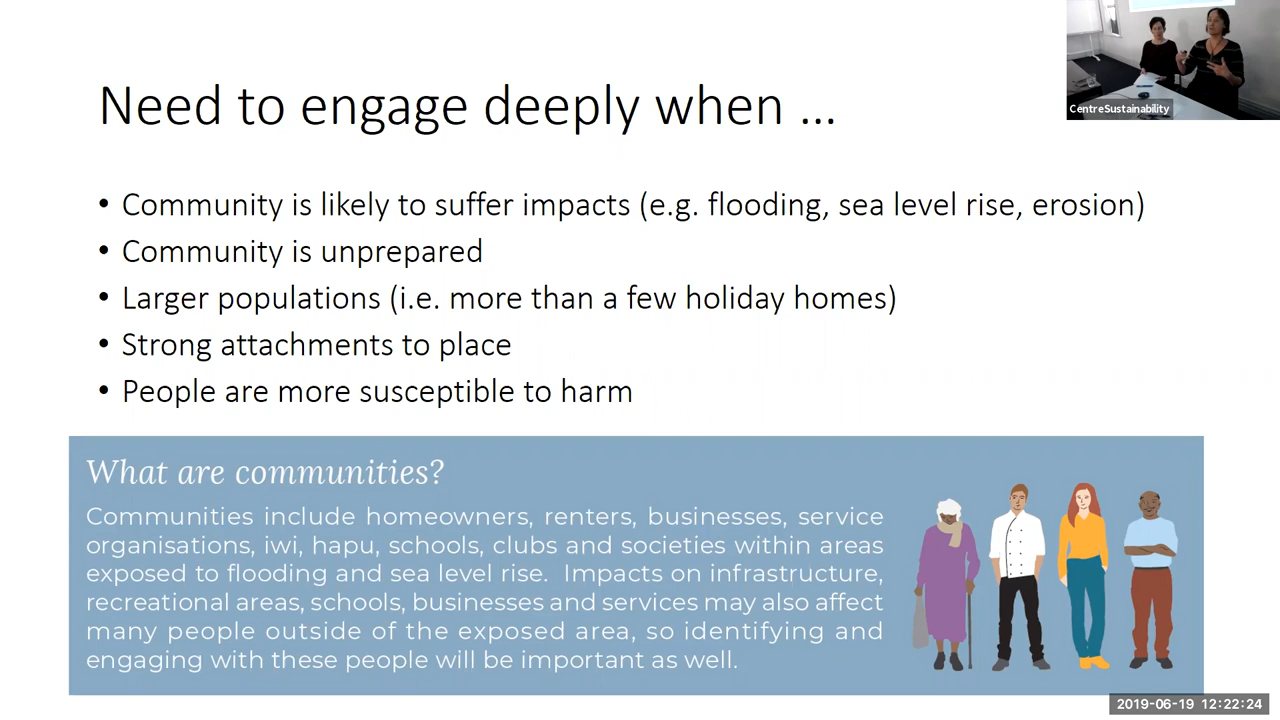 Need to engage deeply when ...
CentreSustainability
• Community is likely to suffer impacts (e.g. flooding, sea level rise, erosion)
• Community is unprepared
• Larger populations (i.e. more than a few holiday homes)
• Strong attachments to place
• People are more susceptible to harm
What are communities?
Communities include homeowners, renters, businesses, service
organisations, iwi, hapu, schools, clubs and societies within areas
exposed to flooding and sea level rise. Impacts on infrastructure,
recreational areas, schools, businesses and services may also affect
many people outside of the exposed area, so identifying and
engaging with these people will be important as well.
2019-06-19 12:22:24